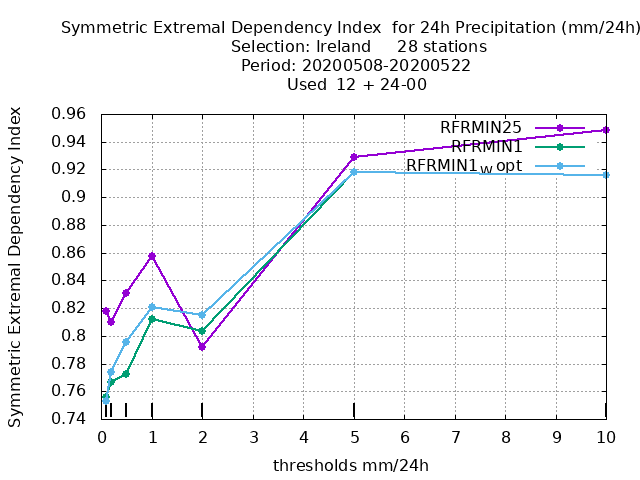 Symmetric Extremal Dependency Index  for 24h Precipitation (mm/24h)
Selection: Ireland     28 stations
Period: 20200508-20200522
Used  12 + 24-00
Symmetric Extremal Dependency Index
0.96
0.94
0.92
0.9
0.88
0.86
0.84
0.82
0.8
0.78
0.76
0.74
RFRMIN25
RFRMIN1
RFRMIN1w opt
0 1 2 3 4 5 6 7 8 9 10
thresholds mm/24h